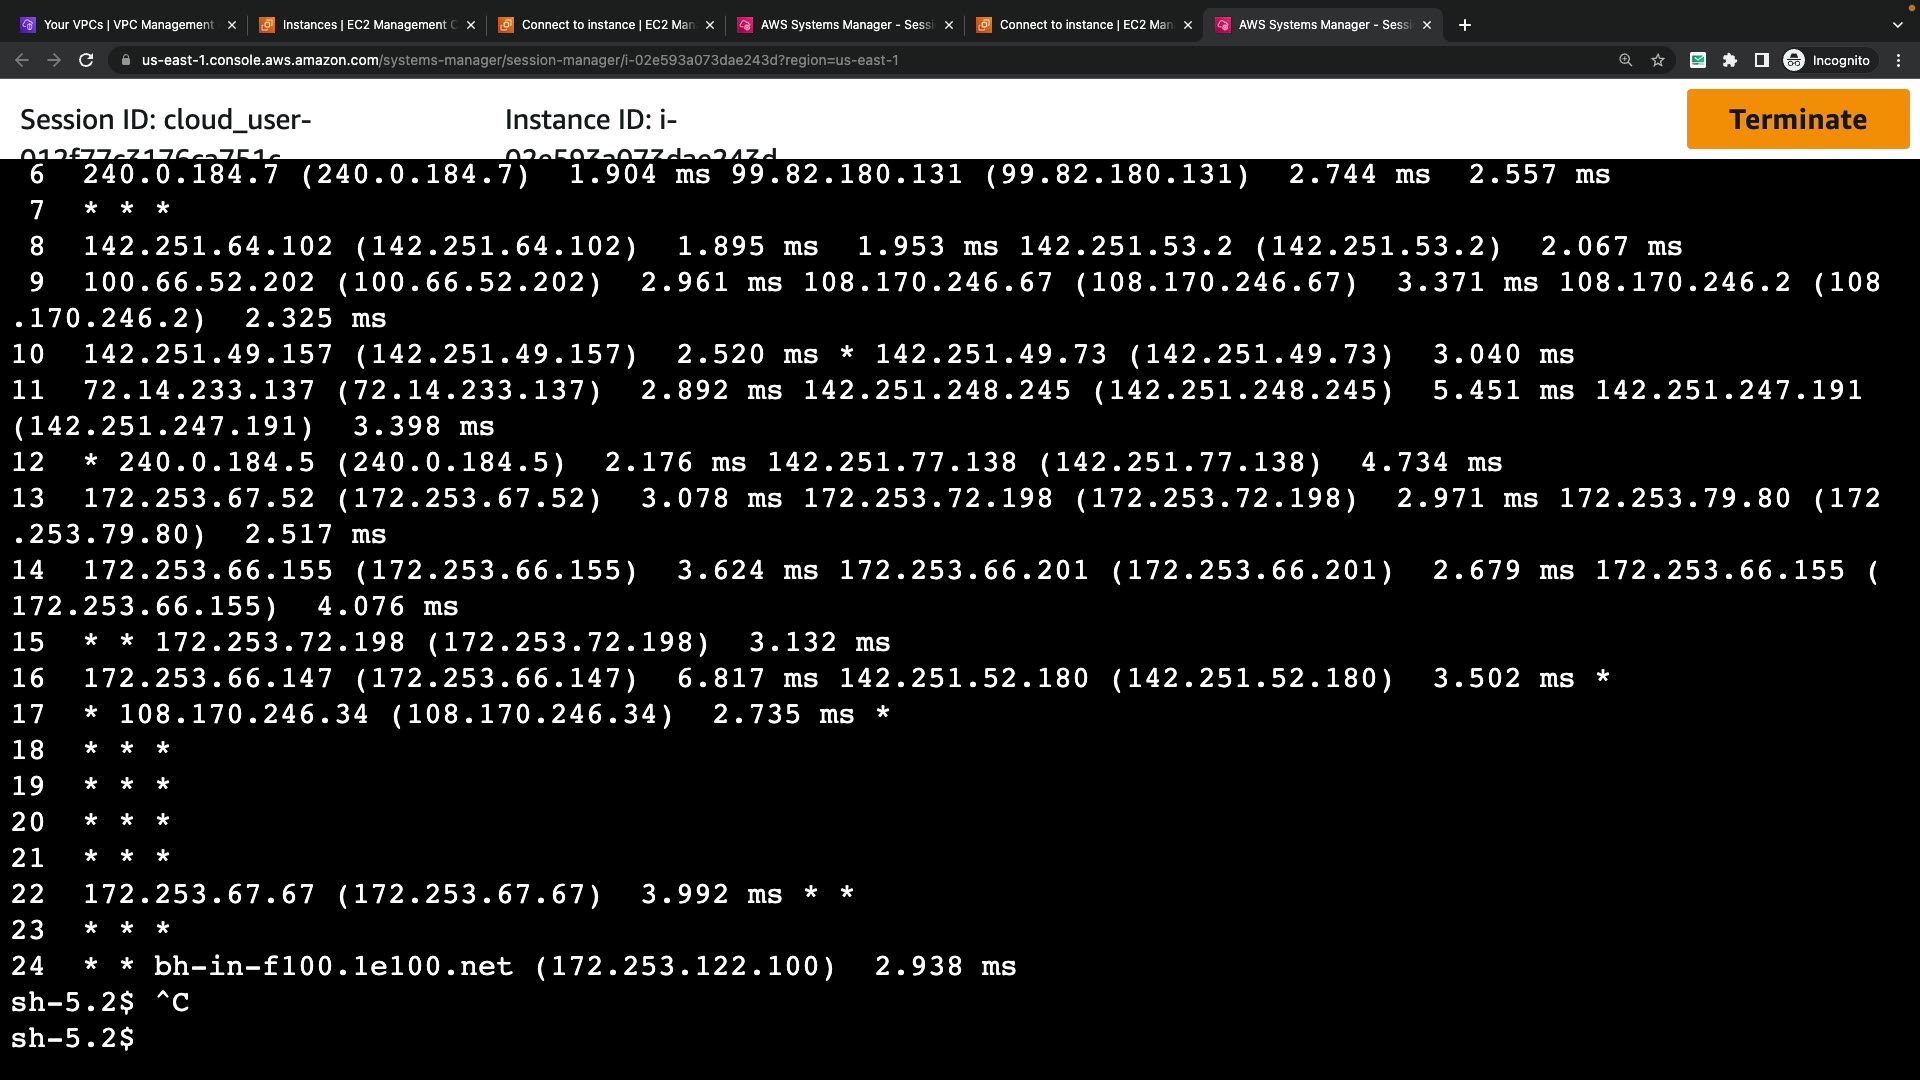 Your VPCs | VPC Management
Instances | EC2 Management C
Connect to instance | EC2 Man
AWS Systems Manager - Sessi
Connect to instance | EC2 Man
AWS Systems Manager - Sessi
us-east-1.console.aws.amazon.com/systems-manager/session-manager/i-02e593a073dae243d?region=us-east-1
Incognito
Session ID: cloud_user-
012f77c3176ca751c
Instance ID: i-
02e593a073dae243d
Terminate
6 240.0.184.7 (240.0.184.7) 1.904 ms 99.82.180.131 (99.82.180.131) 2.744 ms 2.557 ms
7 * * *
8 142.251.64.102 (142.251.64.102) 1.895 ms 1.953 ms 142.251.53.2 (142.251.53.2) 2.067 ms
9 100.66.52.202 (100.66.52.202) 2.961 ms 108.170.246.67 (108.170.246.67) 3.371 ms 108.170.246.2 (108
.170.246.2) 2.325 ms
10 142.251.49.157 (142.251.49.157) 2.520 ms * 142.251.49.73 (142.251.49.73) 3.040 ms
11 72.14.233.137 (72.14.233.137) 2.892 ms 142.251.248.245 (142.251.248.245) 5.451 ms 142.251.247.191
(142.251.247.191) 3.398 ms
12 * 240.0.184.5 (240.0.184.5) 2.176 ms 142.251.77.138 (142.251.77.138) 4.734 ms
13 172.253.67.52 (172.253.67.52) 3.078 ms 172.253.72.198 (172.253.72.198) 2.971 ms 172.253.79.80 (172
.253.79.80) 2.517 ms
14 172.253.66.155 (172.253.66.155) 3.624 ms 172.253.66.201 (172.253.66.201) 2.679 ms 172.253.66.155 (
172.253.66.155) 4.076 ms
15 * * 172.253.72.198 (172.253.72.198) 3.132 ms
16 172.253.66.147 (172.253.66.147) 6.817 ms 142.251.52.180 (142.251.52.180) 3.502 ms *
17 * 108.170.246.34 (108.170.246.34) 2.735 ms *
18 * * *
19 * * *
20 * * *
21 * * *
22 172.253.67.67 (172.253.67.67) 3.992 ms * *
23 * * *
24 * * bh-in-f100.1e100.net (172.253.122.100) 2.938 ms
sh-5.2$ ^C
sh-5.2$